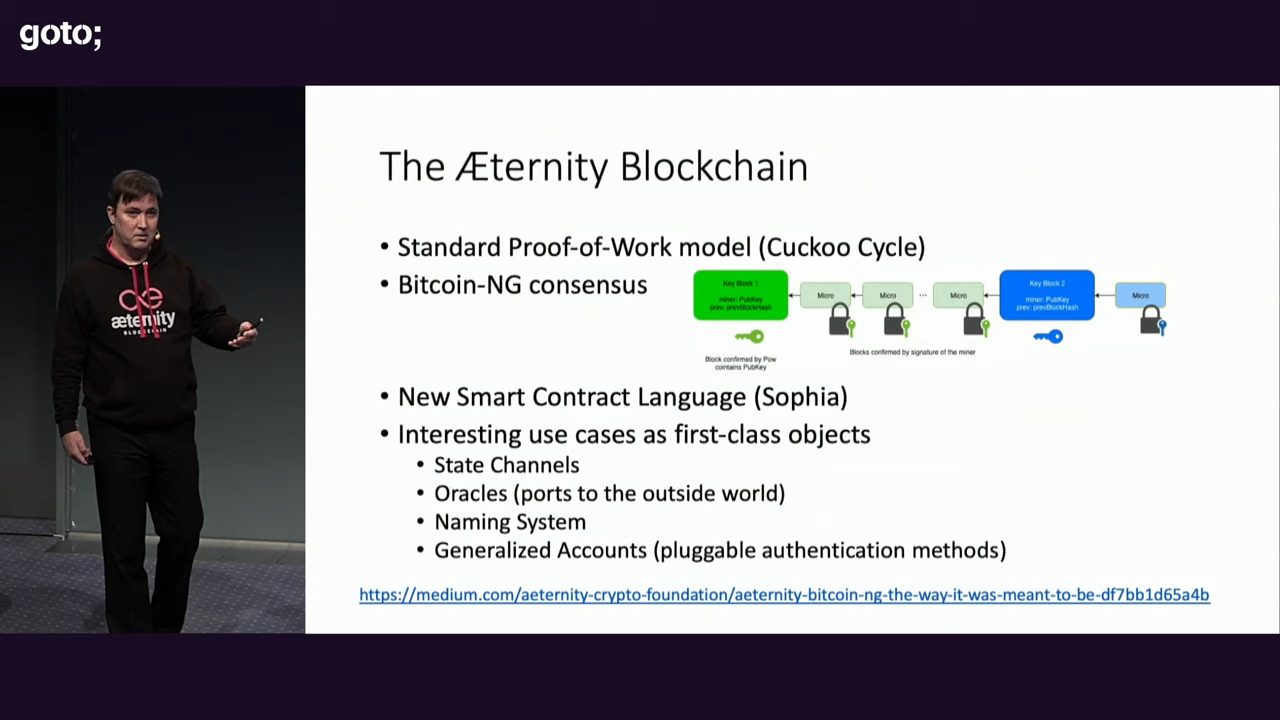 goto;
æternity
BLOCKCHAIN
The Æternity Blockchain
• Standard Proof-of-Work model (Cuckoo Cycle)
• Bitcoin-NG consensus
Key Block 1
miner: PubKey
prev: prevBlockHash
Micro
Micro
...
Micro
Key Block 2
miner: PubKey
prev: prevBlockHash
Micro
Block confirmed by Pow
cointains PubKey
Blocks confirmed by signature of the miner
• New Smart Contract Language (Sophia)
• Interesting use cases as first-class objects
• State Channels
• Oracles (ports to the outside world)
• Naming System
• Generalized Accounts (pluggable authentication methods)
https://medium.com/aeternity-crypto-foundation/aeternity-bitcoin-ng-the-way-it-was-meant-to-be-df7bb1d65a4b